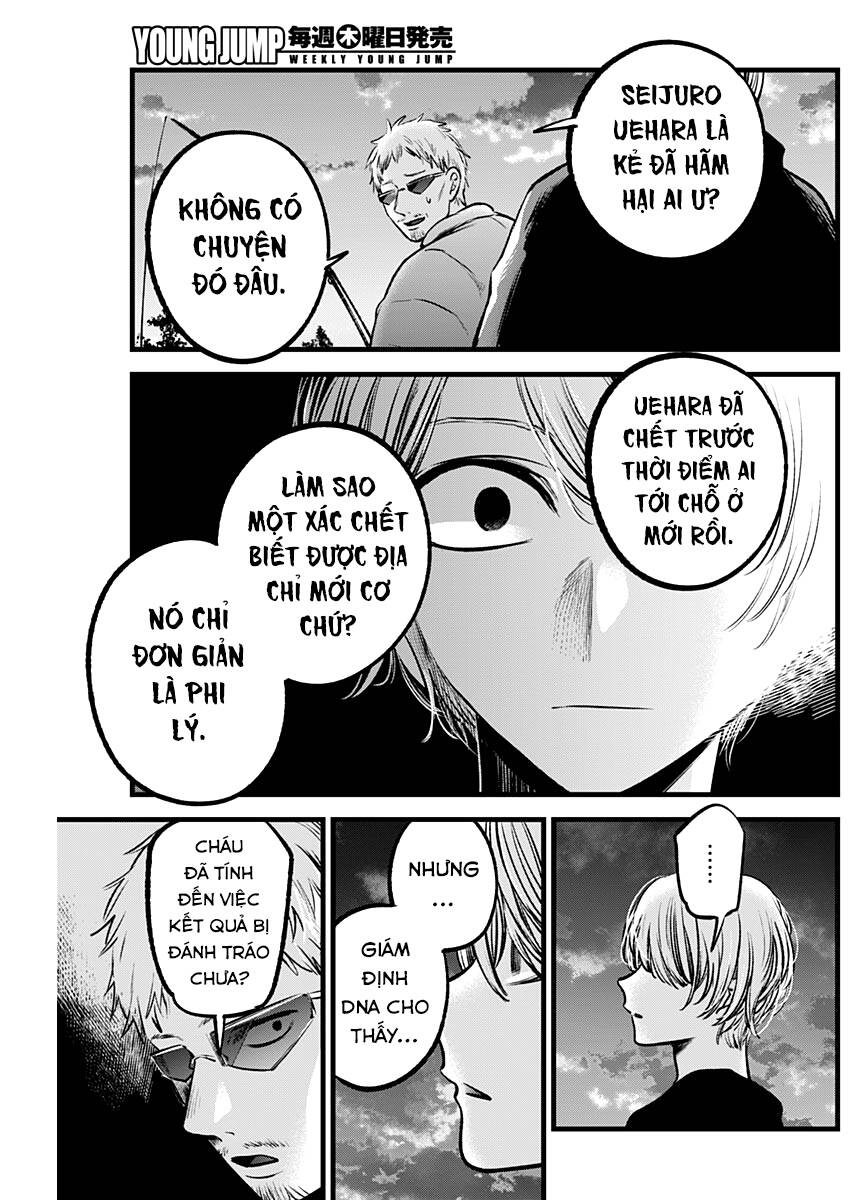 YOUNG JUMP 毎週木曜日発売
WEEKLY YOUNG JUMP
SEIJURO
UEHARA LÀ
KẺ ĐÃ HÃM
HẠI AI Ư?
KHÔNG CÓ
CHUYỆN
ĐÓ ĐÂU.
UEHARA ĐÃ
CHẾT TRƯỚC
THỜI ĐIỂM AI
TỚI CHỖ Ở
MỚI RỒI.
LÀM SAO
MỘT XÁC CHẾT
BIẾT ĐƯỢC ĐỊA
CHỈ MỚI CƠ
CHỨ?
NÓ CHỈ
ĐƠN GIẢN
LÀ PHI
LÝ.
......
NHƯNG
...
GIÁM
ĐỊNH
DNA CHO
THẤY...
CHÁU
ĐÃ TÍNH
ĐẾN VIỆC
KẾT QUẢ BỊ
ĐÁNH TRÁO
CHƯA?